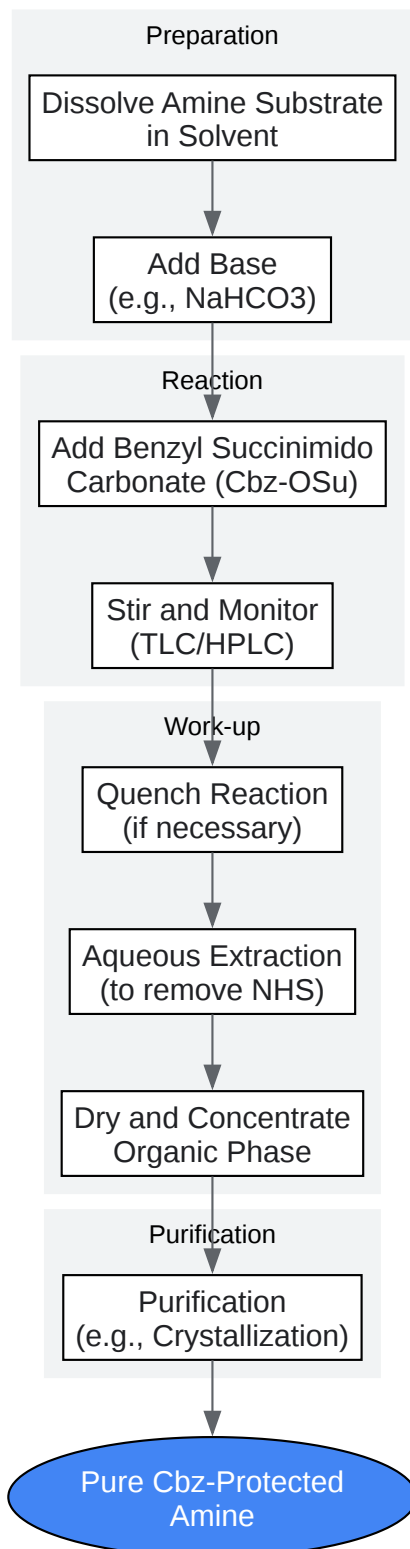 Preparation
Dissolve Amine Substrate
in Solvent
Add Base
(e.g., NaHCO3)
Reaction
Add Benzyl Succinimido
Carbonate (Cbz-OSu)
Stir and Monitor
(TLC/HPLC)
Work-up
Quench Reaction
(if necessary)
Aqueous Extraction
(to remove NHS)
Dry and Concentrate
Organic Phase
Purification
Purification
(e.g., Crystallization)
Pure Cbz-Protected
Amine